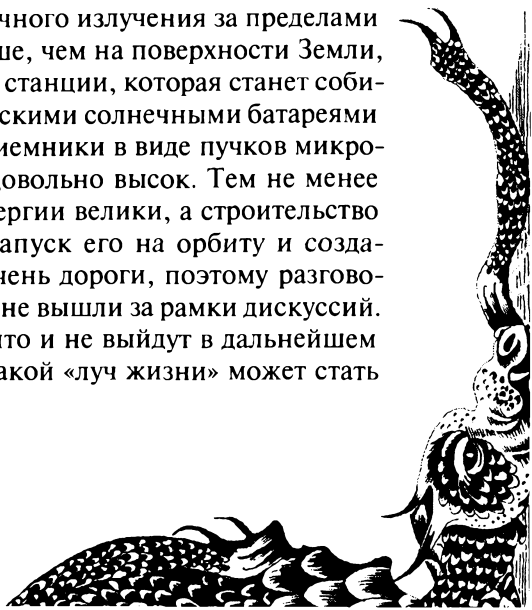 чного излучения за пределами
ше, чем на поверхности Земли,
станции, которая станет соби-
скими солнечными батареями
иемники в виде пучков микро-
довольно высок. Тем не менее
ергии велики, а строительство
апуск его на орбиту и созда-
чень дороги, поэтому разгово-
не вышли за рамки дискуссий.
что и не выйдут в дальнейшем
акой «луч жизни» может стать